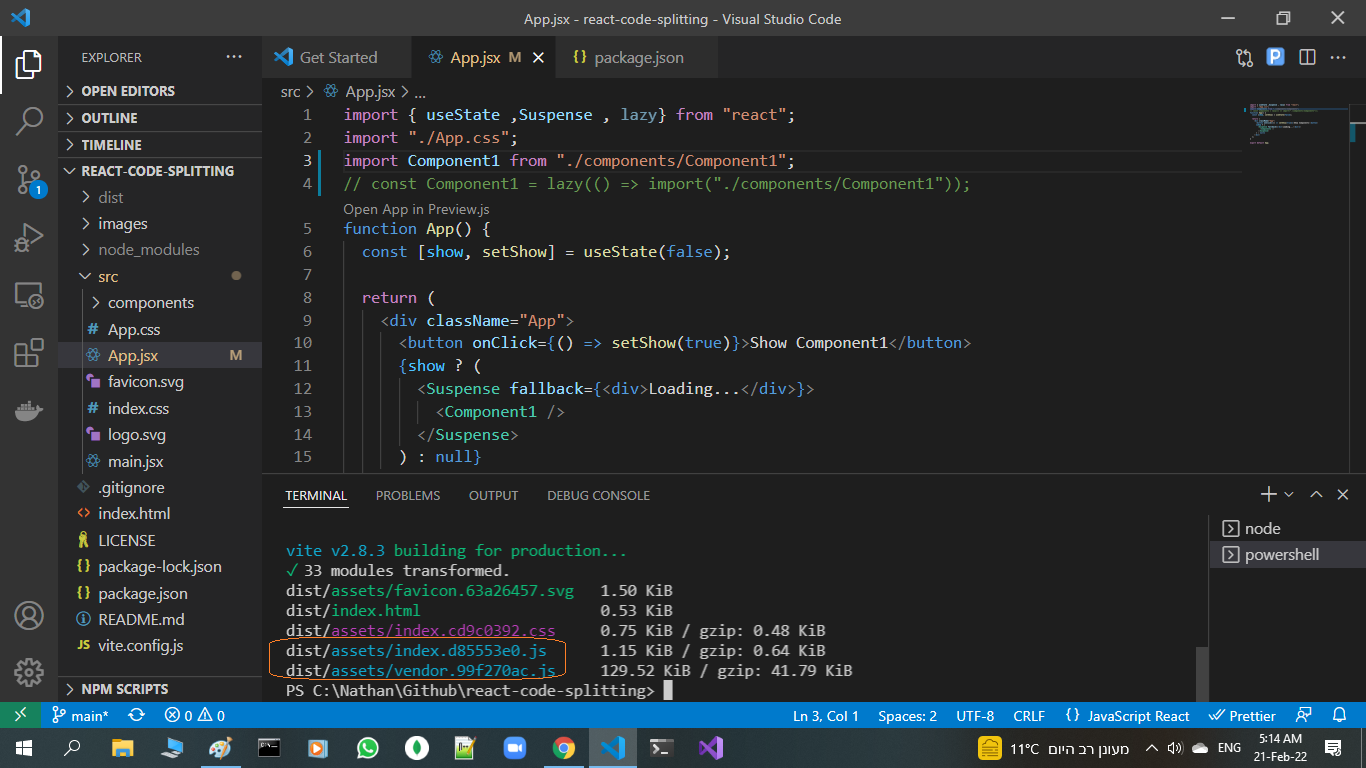 App.jsx - react-code-splitting - Visual Studio Code
EXPLORER
OPEN EDITORS
OUTLINE
TIMELINE
REACT-CODE-SPLITTING
dist
images
node_modules
src
components
# App.css
App.jsx M
favicon.svg
# index.css
logo.svg
main.jsx
.gitignore
<> index.html
LICENSE
{} package-lock.json
{} package.json
README.md
JS vite.config.js
NPM SCRIPTS
1
Get Started
App.jsx M
{} package.json
src > App.jsx > ...
1 import { useState ,Suspense , lazy} from "react";
2 import "./App.css";
3 import Component1 from "./components/Component1";
4 // const Component1 = lazy(() => import("./components/Component1"));
Open App in Preview.js
5 function App() {
6 const [show, setShow] = useState(false);
7
8 return (
9 <div className="App">
10 <button onClick={() => setShow(true)}>Show Component1</button>
11 {show ? (
12 <Suspense fallback={<div>Loading...</div>}>
13 <Component1 />
14 </Suspense>
15 ) : null}
TERMINAL PROBLEMS OUTPUT DEBUG CONSOLE
vite v2.8.3 building for production...
✓ 33 modules transformed.
dist/assets/favicon.63a26457.svg 1.50 KiB
dist/index.html 0.53 KiB
dist/assets/index.cd9c0392.css 0.75 KiB / gzip: 0.48 KiB
dist/assets/index.d85553e0.js 1.15 KiB / gzip: 0.64 KiB
dist/assets/vendor.99f270ac.js 129.52 KiB / gzip: 41.79 KiB
PS C:\Nathan\Github\react-code-splitting>
node
powershell
main* 0 0 Ln 3, Col 1 Spaces: 2 UTF-8 CRLF {} JavaScript React Prettier
11°C מעונן רב היום ENG
5:14 AM
21-Feb-22